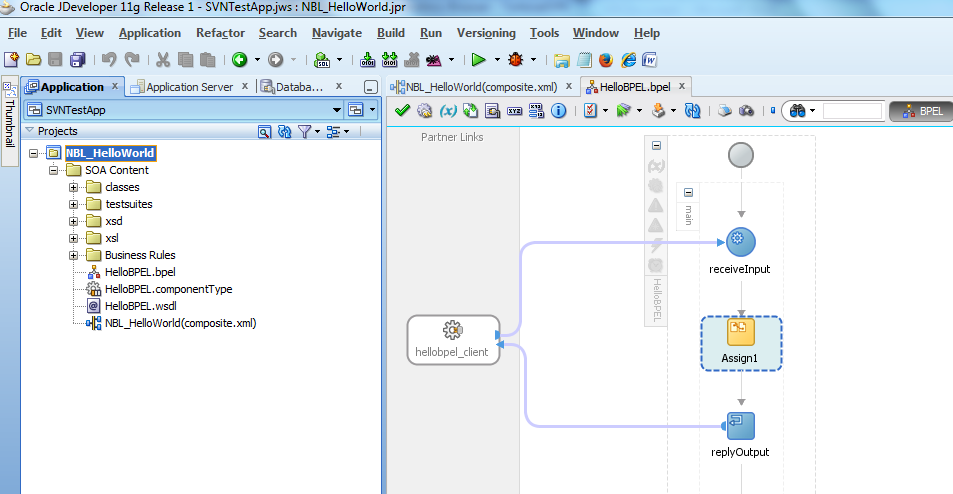 Oracle JDeveloper 11g Release 1 - SVNTestApp.jws : NBL_HelloWorld.jpr
File Edit View Application Refactor Search Navigate Build Run Versioning Tools Window Help
Application Application Server Databa... NBL_HelloWorld(composite.xml) HelloBPEL.bpel
Thumbnail
SVNTestApp
BPEL
Projects
Partner Links
NBL_HelloWorld
SOA Content
classes
testsuites
xsd
xsl
Business Rules
HelloBPEL.bpel
HelloBPEL.componentType
HelloBPEL.wsdl
NBL_HelloWorld(composite.xml)
main
receiveInput
HelloBPEL
hellobpel_client
Assign1
replyOutput